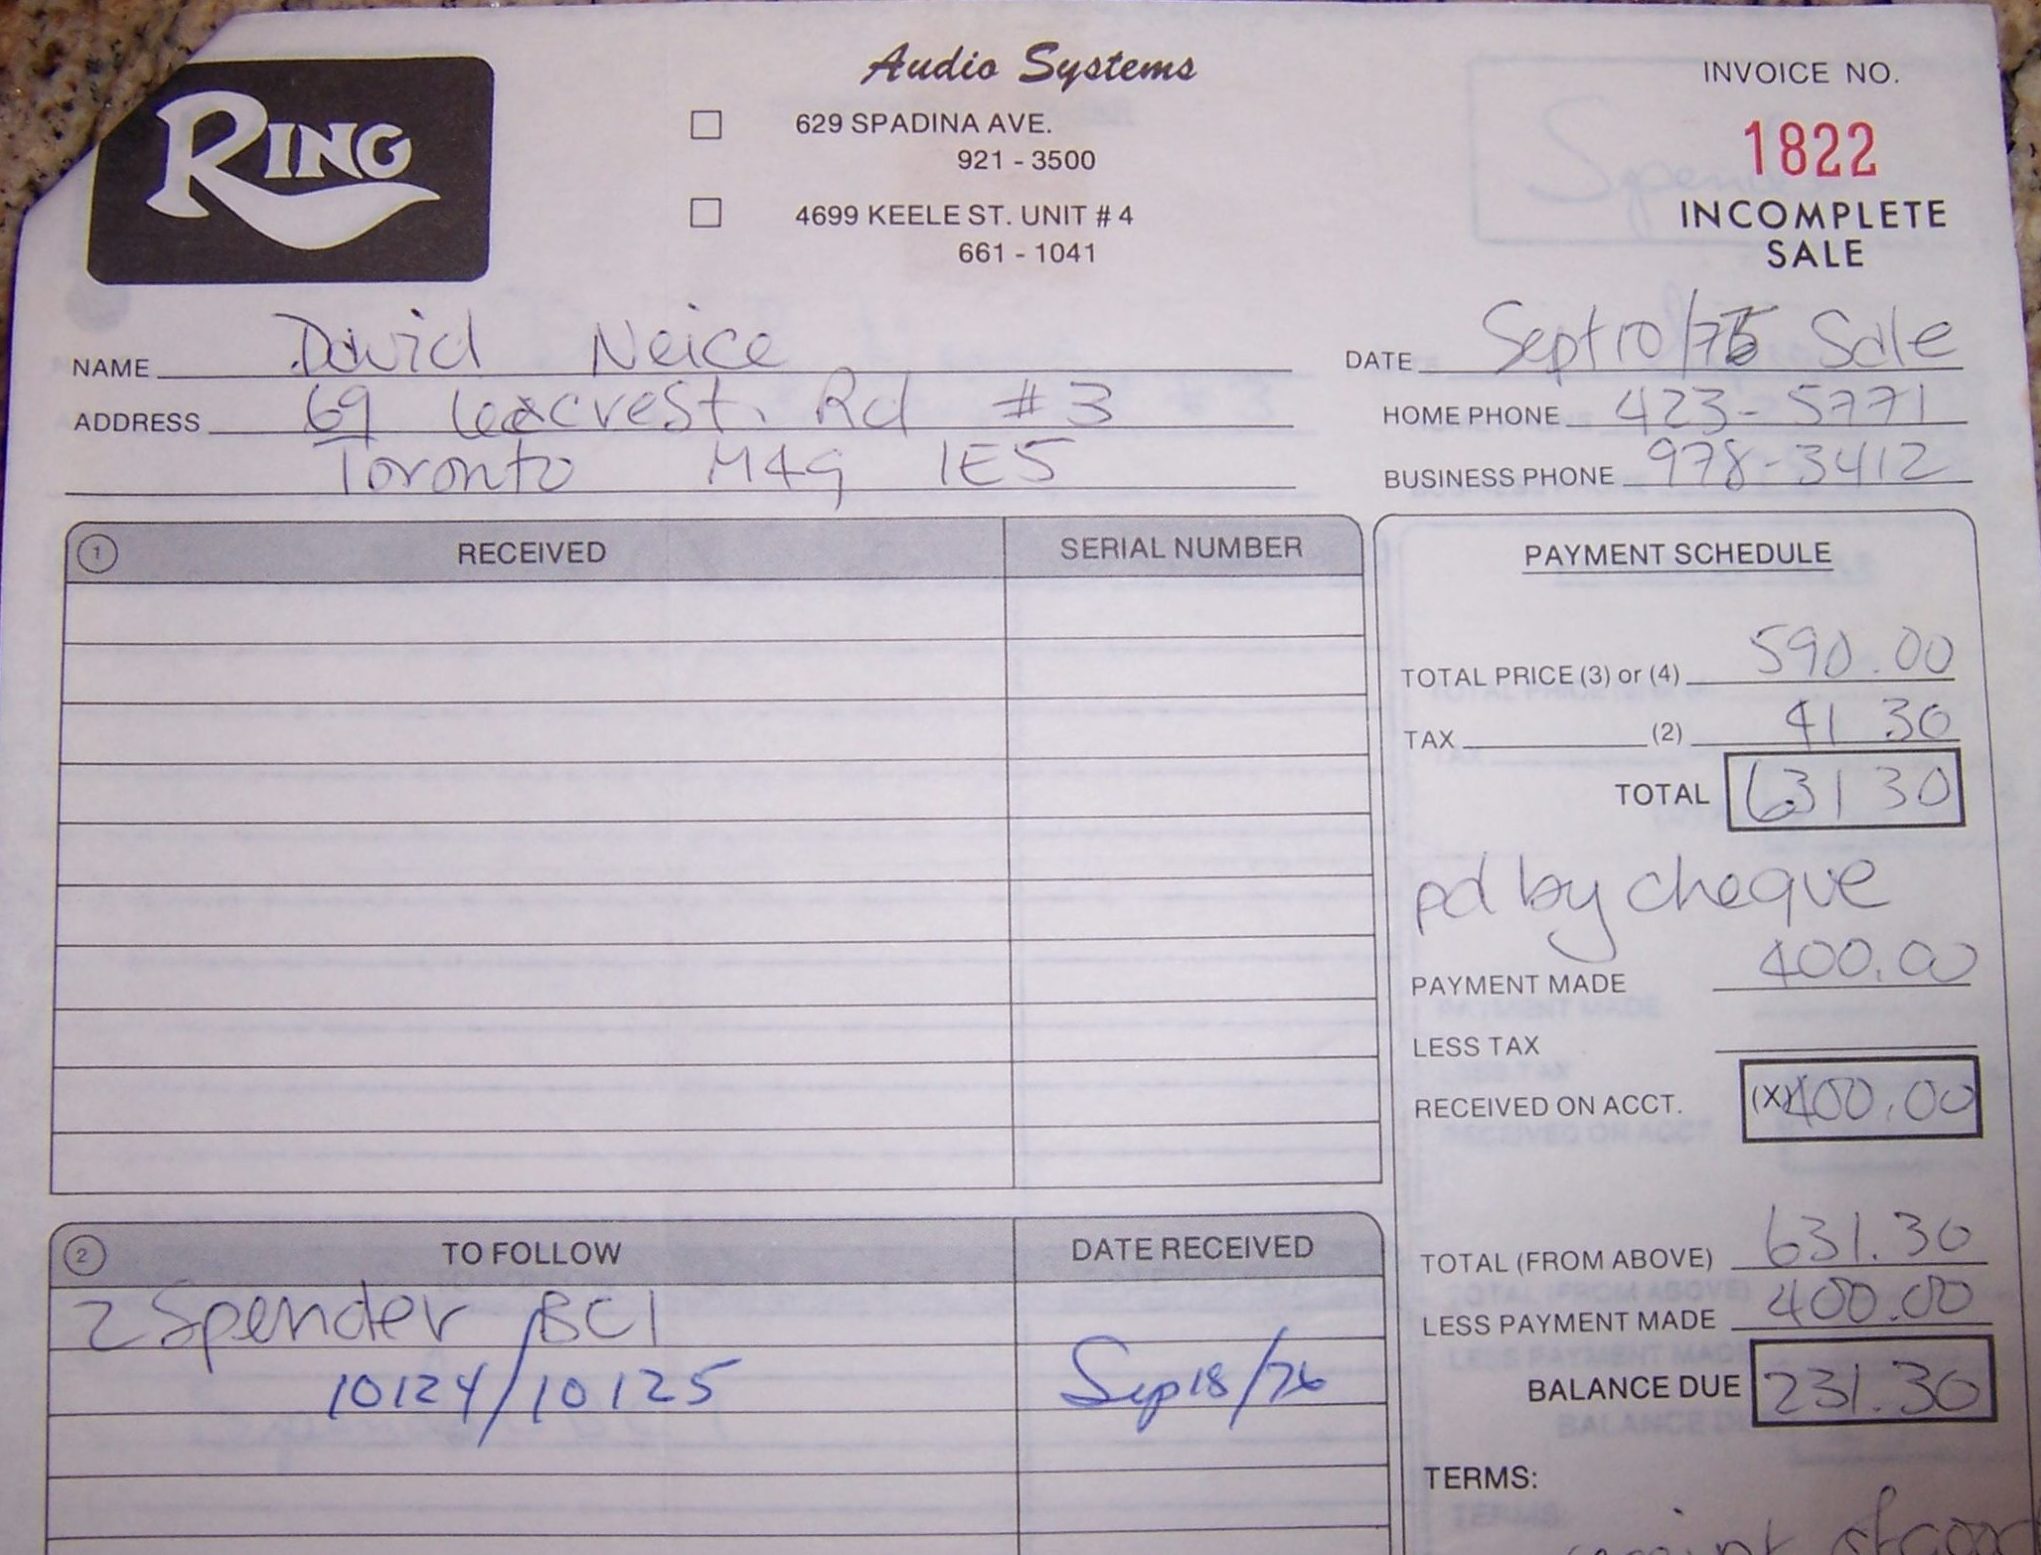 RING
Audio Systems
629 SPADINA AVE.
921 - 3500
4699 KEELE ST. UNIT # 4
661 - 1041
INVOICE NO.
1822
INCOMPLETE
SALE
NAME David Neice
ADDRESS 69 Leacrest. Rd #3
Toronto M4G 1E5
DATE Sept 10/76 Sale
HOME PHONE 423-5771
BUSINESS PHONE 978-3412
1 RECEIVED SERIAL NUMBER
PAYMENT SCHEDULE
TOTAL PRICE (3) or (4) 590.00
TAX (2) 41 30
TOTAL 631 30
pd by cheque
PAYMENT MADE 400.00
LESS TAX
RECEIVED ON ACCT. (X) 400.00
2 TO FOLLOW DATE RECEIVED
2 Spender BC1
10124/10125 Sep 18/76
TOTAL (FROM ABOVE) 631.30
LESS PAYMENT MADE 400.00
BALANCE DUE 231.30
TERMS: